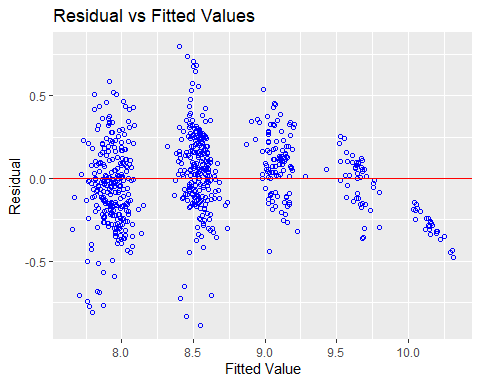 Residual vs Fitted Values
Residual
0.5
0.0
-0.5
8.0 8.5 9.0 9.5 10.0
Fitted Value